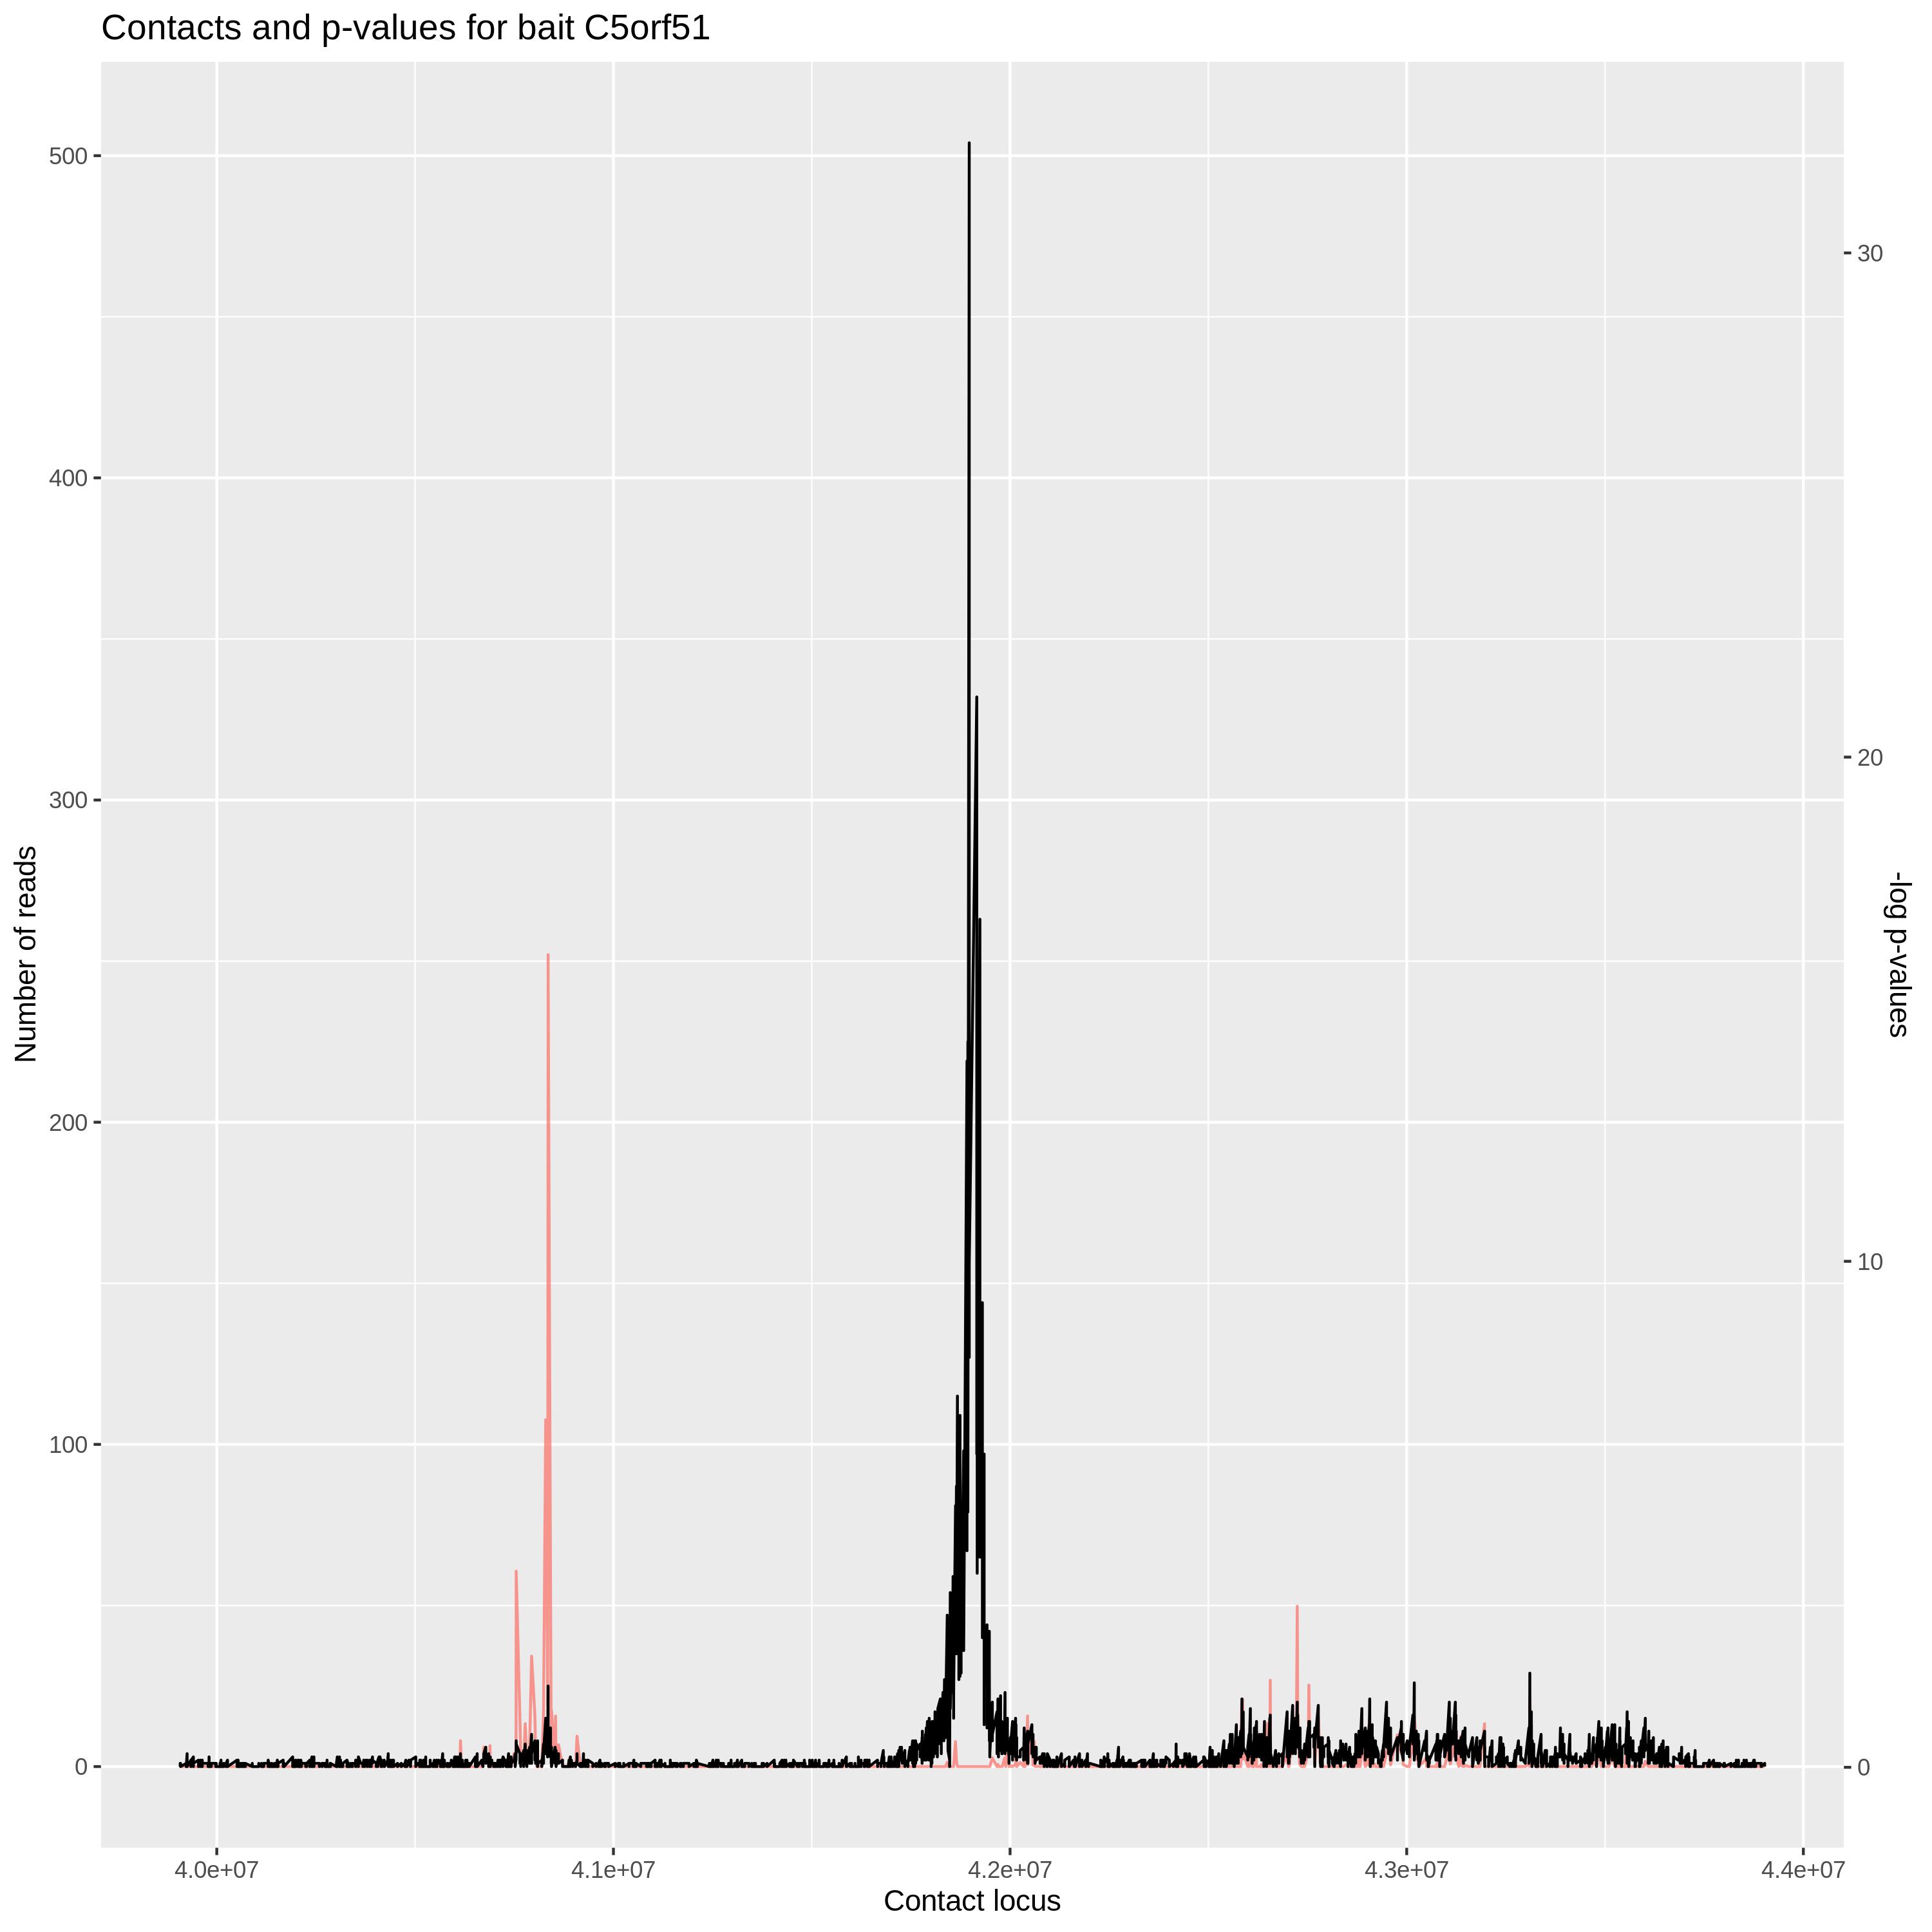 Contacts and p-values for bait C5orf51
500
400
300
200
100
0
Number of reads
30
20
10
0
-log p-values
4.0e+07
4.1e+07
4.2e+07
4.3e+07
4.4e+07
Contact locus